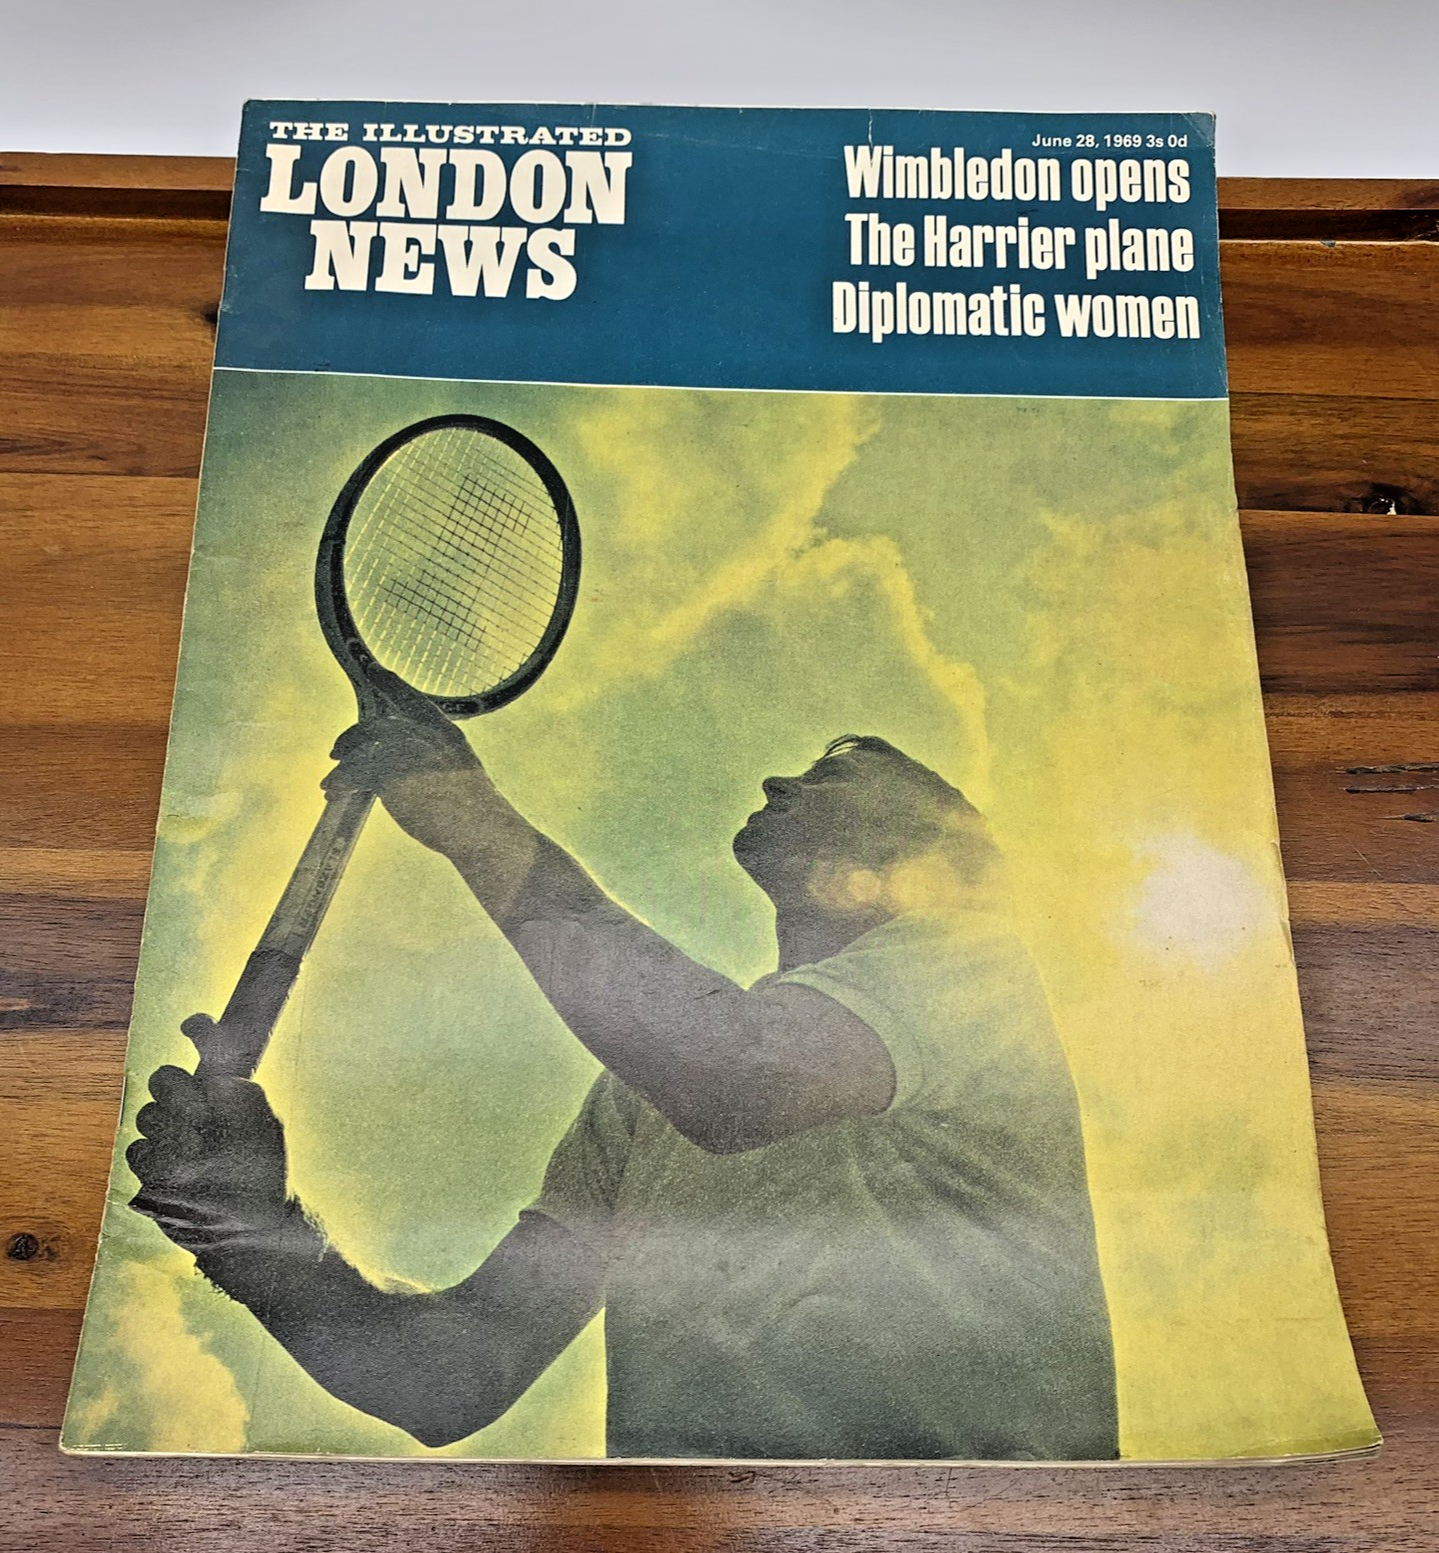 THE ILLUSTRATED
LONDON
NEWS
June 28, 1969 3s 0d
Wimbledon opens
The Harrier plane
Diplomatic women